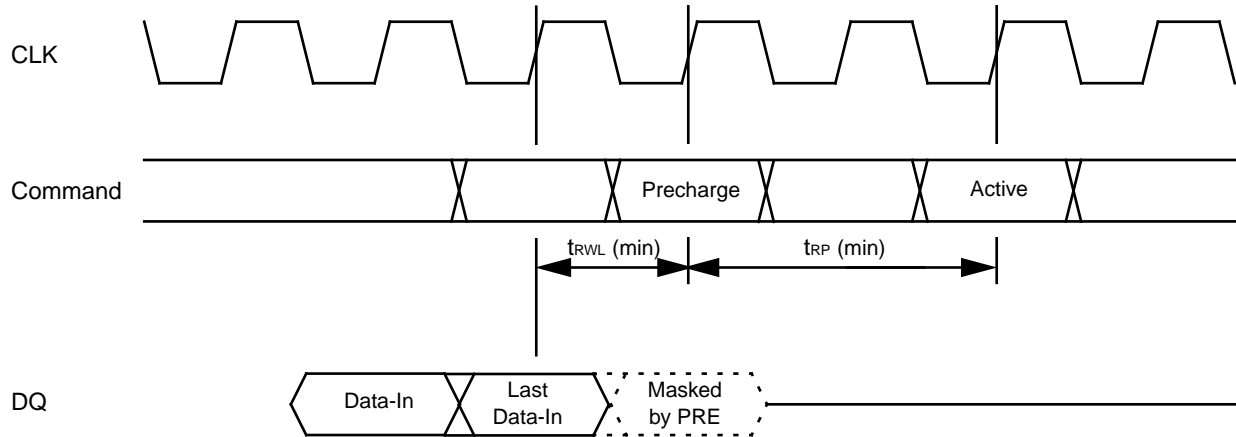 CLK
Command
Precharge
Active
tRWL (min)
tRP (min)
DQ
Data-In
Last
Data-In
Masked
by PRE